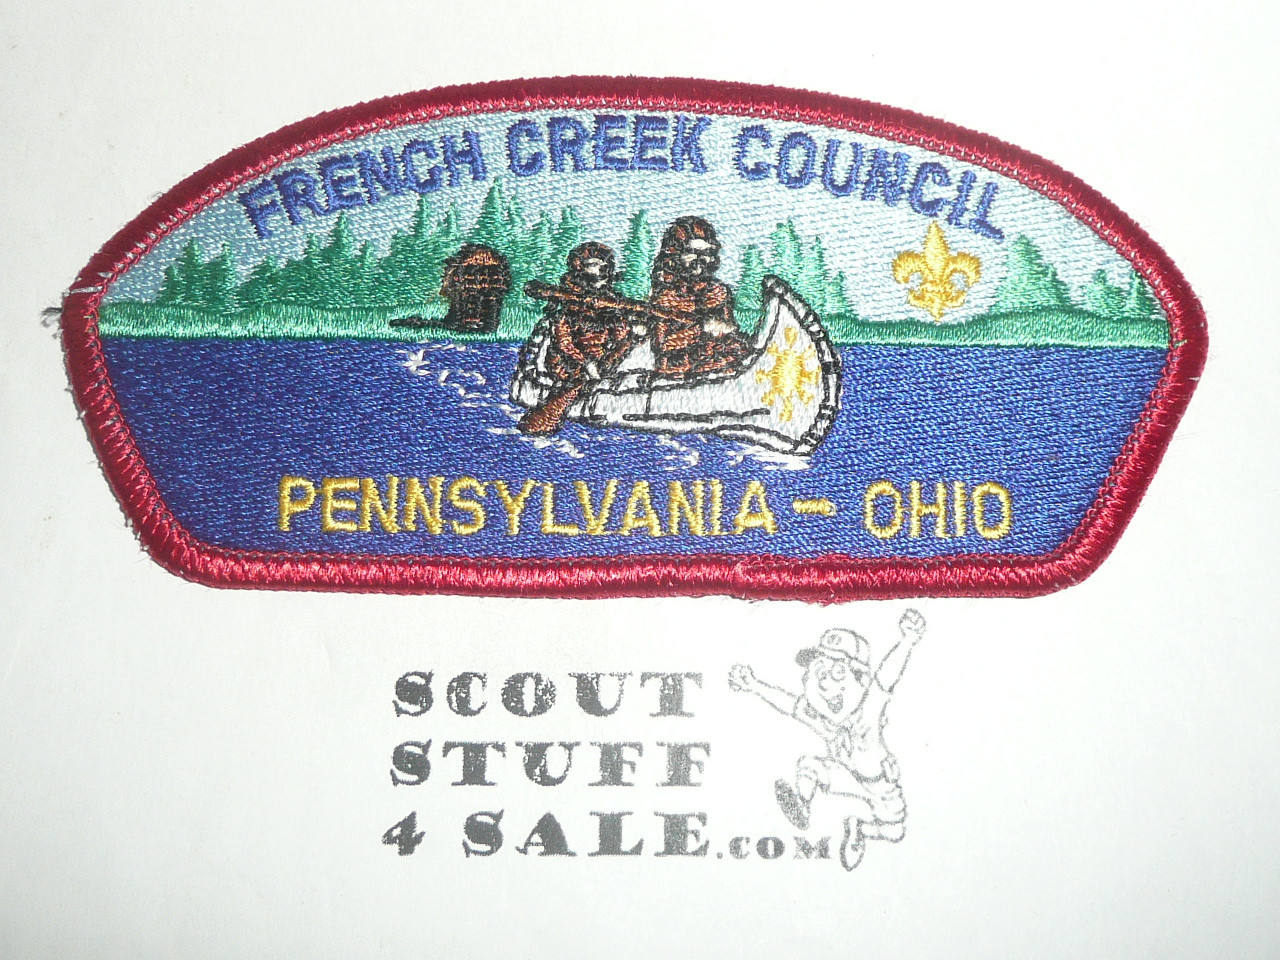 FRENCH CREEK COUNCIL
PENNSYLVANIA - OHIO
SCOUT
STUFF
4 SALE.COM